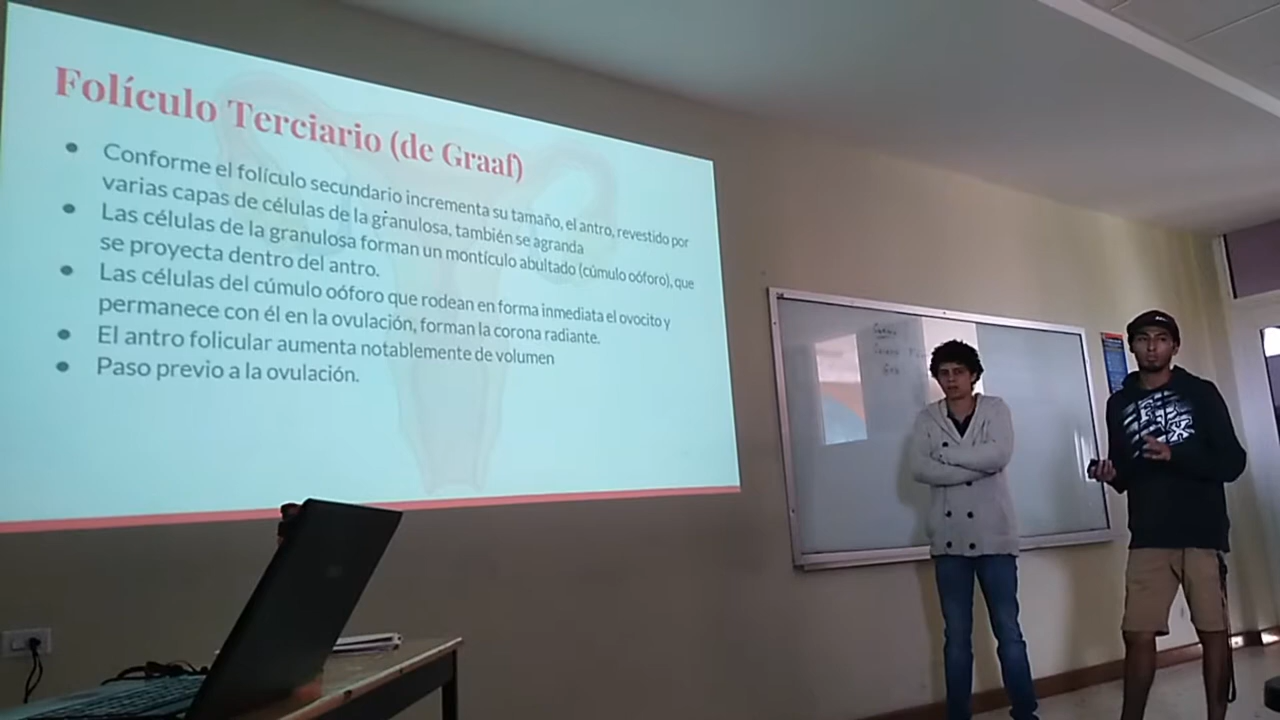 Folículo Terciario (de Graaf)
• Conforme el folículo secundario incrementa su tamaño, el antro, revestido por
varias capas de células de la granulosa, también se agranda
• Las células de la granulosa forman un montículo abultado (cúmulo oóforo), que
se proyecta dentro del antro.
• Las células del cúmulo oóforo que rodean en forma inmediata el ovocito y
permanece con él en la ovulación, forman la corona radiante.
• El antro folicular aumenta notablemente de volumen
• Paso previo a la ovulación.